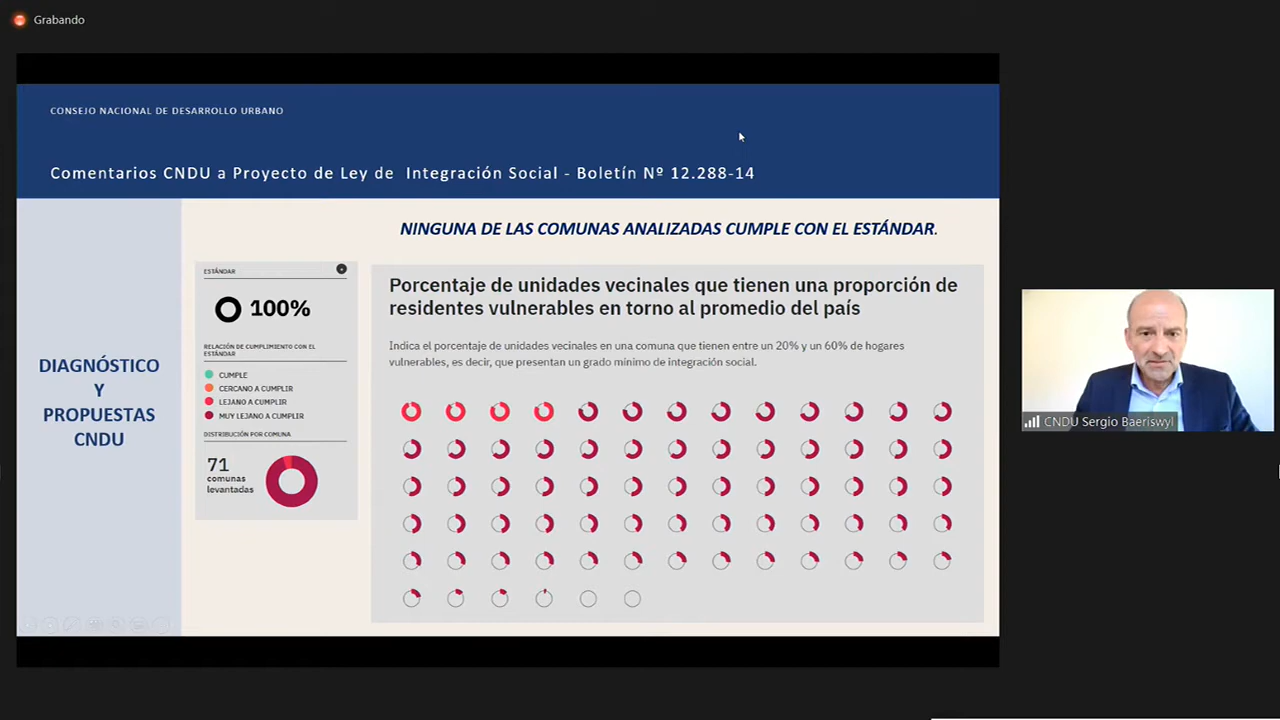 Grabando
CONSEJO NACIONAL DE DESARROLLO URBANO
Comentarios CNDU a Proyecto de Ley de Integración Social - Boletín Nº 12.288-14
NINGUNA DE LAS COMUNAS ANALIZADAS CUMPLE CON EL ESTÁNDAR.
DIAGNÓSTICO
Y
PROPUESTAS
CNDU
ESTÁNDAR
100%
RELACIÓN DE CUMPLIMIENTO CON EL
ESTÁNDAR
CUMPLE
CERCANO A CUMPLIR
LEJANO A CUMPLIR
MUY LEJANO A CUMPLIR
DISTRIBUCIÓN POR COMUNA
71
comunas
levantadas
Porcentaje de unidades vecinales que tienen una proporción de
residentes vulnerables en torno al promedio del país
Indica el porcentaje de unidades vecinales en una comuna que tienen entre un 20% y un 60% de hogares
vulnerables, es decir, que presentan un grado mínimo de integración social.
CNDU Sergio Baeriswyl